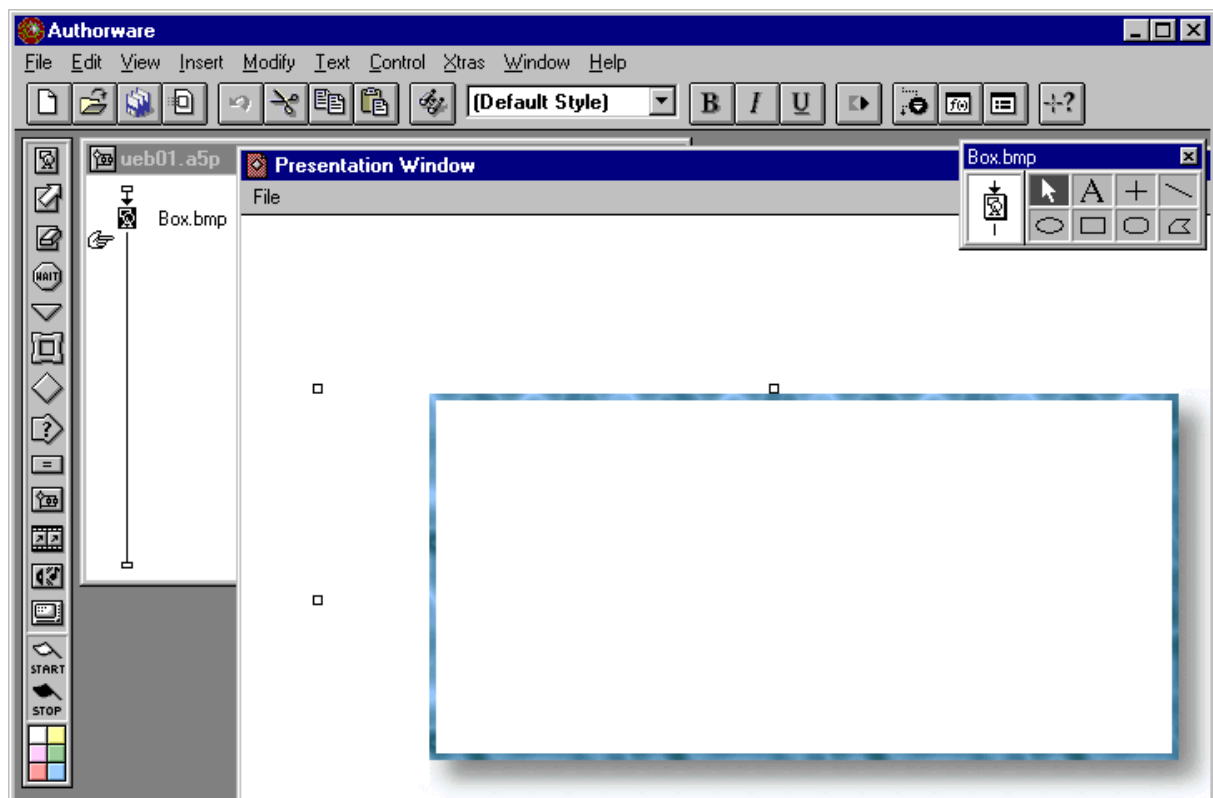 Authorware
File Edit View Insert Modify Text Control Xtras Window Help
(Default Style) B I U f(x) ?
ueb01.a5p
Presentation Window
Box.bmp
File
Box.bmp
A
WAIT
?
=
START
STOP